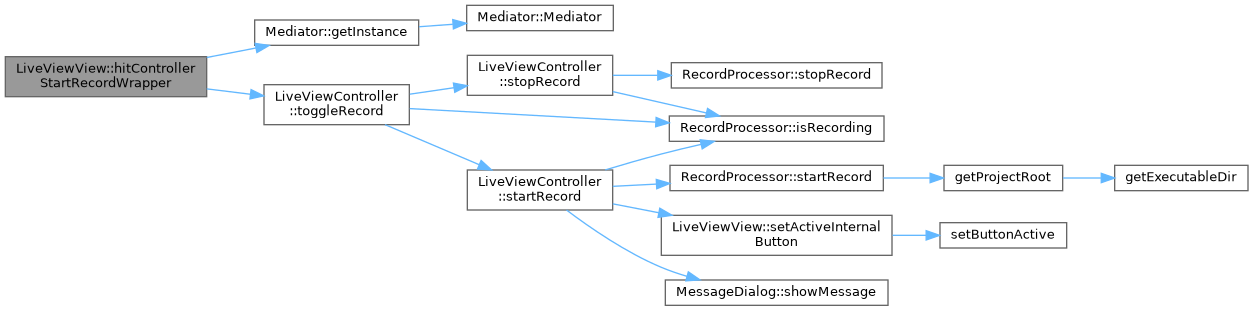 LiveViewView::hitController
StartRecordWrapper
Mediator::getInstance
Mediator::Mediator
LiveViewController
::toggleRecord
LiveViewController
::stopRecord
RecordProcessor::stopRecord
RecordProcessor::isRecording
LiveViewController
::startRecord
RecordProcessor::startRecord
getProjectRoot
getExecutableDir
LiveViewView::setActiveInternal
Button
setButtonActive
MessageDialog::showMessage